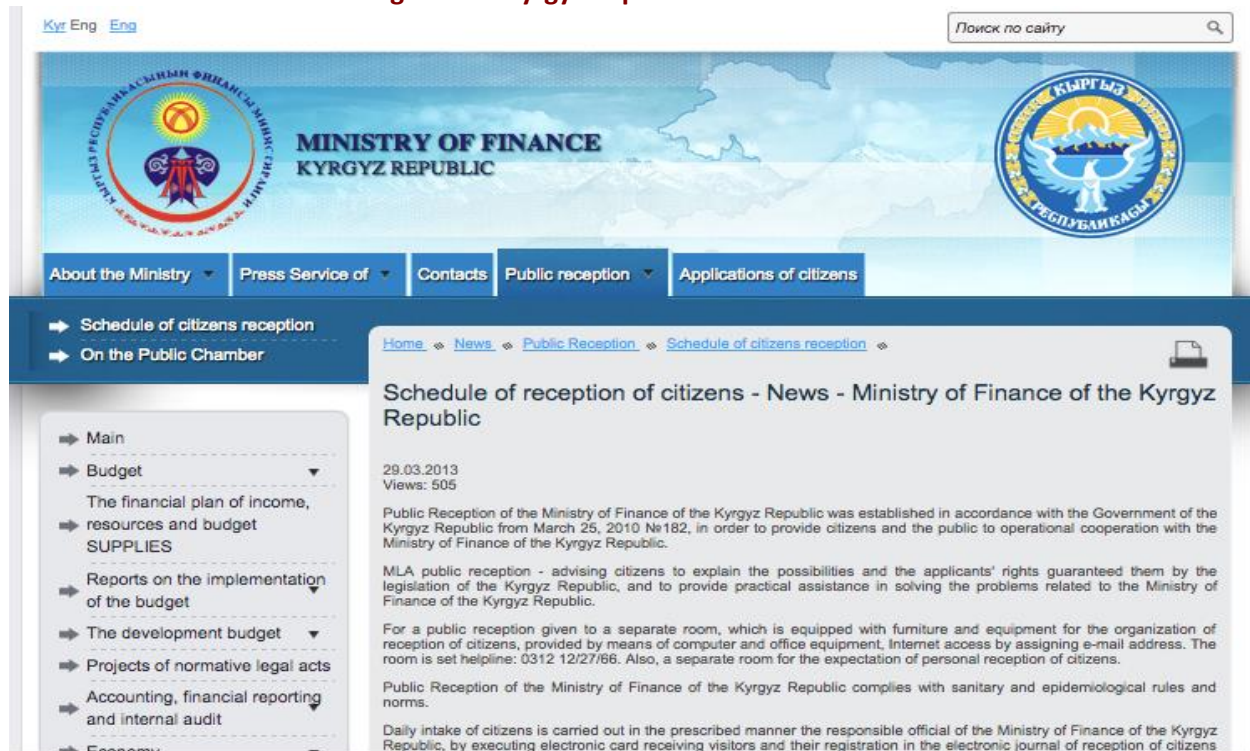 Kyr Eng Eng
Поиск по сайту
КЫРГЫЗ РЕСПУБЛИКАСЫНЫН ФИНАНСЫ МИНИСТИРЛИГИ
MINISTRY OF FINANCE
KYRGYZ REPUBLIC
КЫРГЫЗ
РЕСПУБЛИКАСЫ
About the Ministry
Press Service of
Contacts
Public reception
Applications of citizens
Schedule of citizens reception
On the Public Chamber
Home News Public Reception Schedule of citizens reception
Schedule of reception of citizens - News - Ministry of Finance of the Kyrgyz
Republic
29.03.2013
Views: 505
Public Reception of the Ministry of Finance of the Kyrgyz Republic was established in accordance with the Government of the
Kyrgyz Republic from March 25, 2010 №182, in order to provide citizens and the public to operational cooperation with the
Ministry of Finance of the Kyrgyz Republic.
MLA public reception - advising citizens to explain the possibilities and the applicants' rights guaranteed them by the
legislation of the Kyrgyz Republic, and to provide practical assistance in solving the problems related to the Ministry of
Finance of the Kyrgyz Republic.
For a public reception given to a separate room, which is equipped with furniture and equipment for the organization of
reception of citizens, provided by means of computer and office equipment, Internet access by assigning e-mail address. The
room is set helpline: 0312 12/27/66. Also, a separate room for the expectation of personal reception of citizens.
Public Reception of the Ministry of Finance of the Kyrgyz Republic complies with sanitary and epidemiological rules and
norms.
Daily intake of citizens is carried out in the prescribed manner the responsible official of the Ministry of Finance of the Kyrgyz
Republic, by executing electronic card receiving visitors and their registration in the electronic journal of reception of citizens
Main
Budget
The financial plan of income,
resources and budget
SUPPLIES
Reports on the implementation
of the budget
The development budget
Projects of normative legal acts
Accounting, financial reporting
and internal audit
Economy